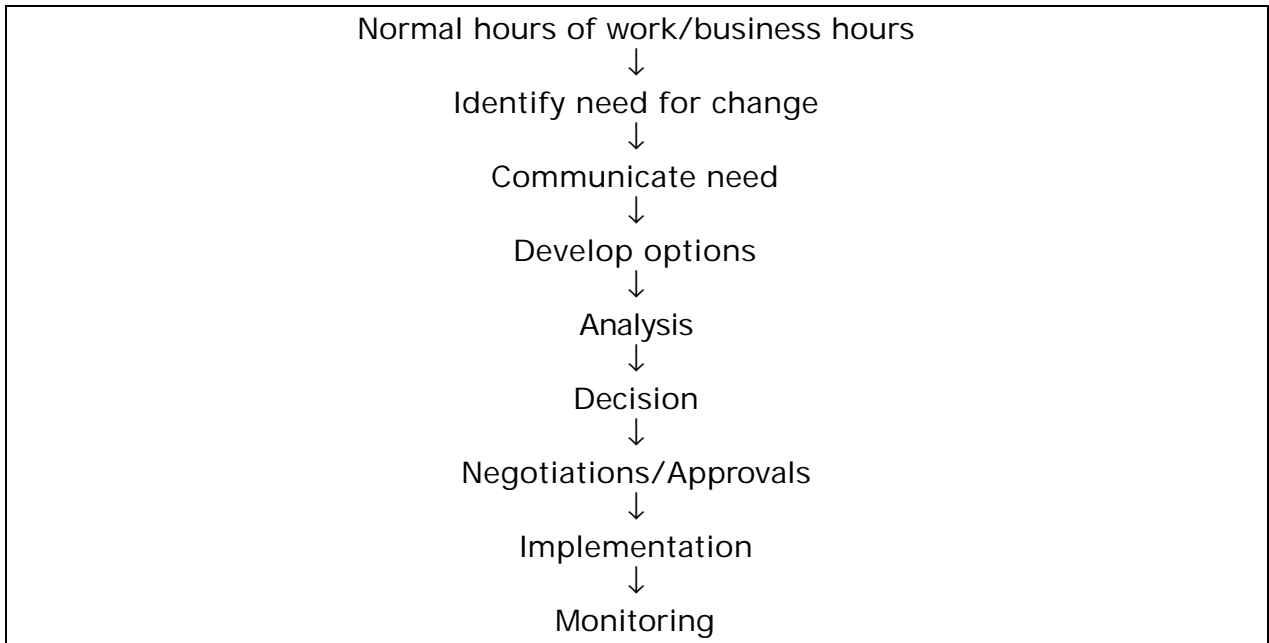 Normal hours of work/business hours
↓
Identify need for change
↓
Communicate need
↓
Develop options
↓
Analysis
↓
Decision
↓
Negotiations/Approvals
↓
Implementation
↓
Monitoring